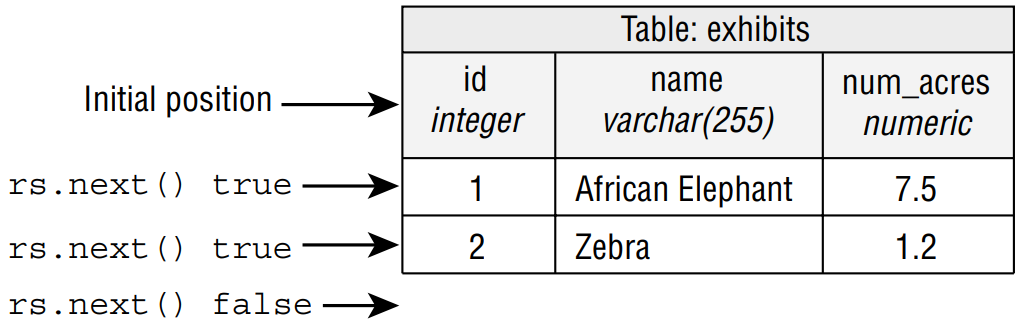 Table: exhibits
id name num_acres
Initial position
integer varchar(255) numeric
rs.next() true 1 African Elephant 7.5
rs.next() true 2 Zebra 1.2
rs.next() false